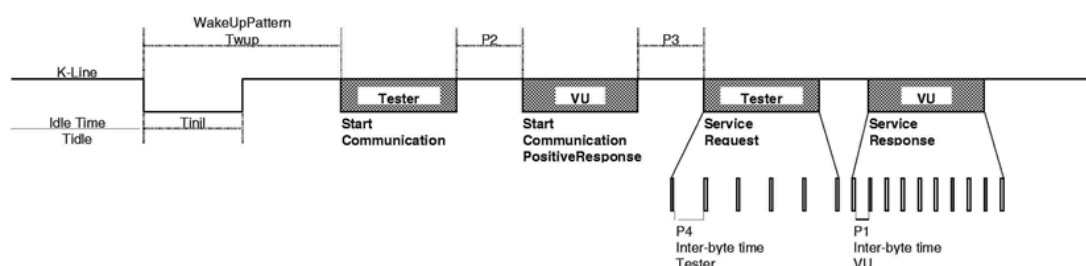 WakeUpPattern
Twup
P2
P3
K-Line
Tester
VU
Tester
VU
Idle Time
Tidle
Tinil
Start
Communication
Start
Communication
PositiveResponse
Service
Request
Service
Response
P4
Inter-byte time
Tester
P1
Inter-byte time
VU